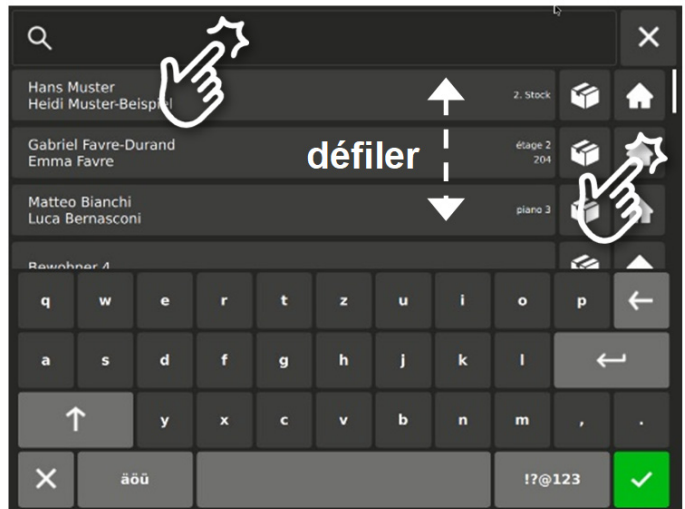 Hans Muster
Heidi Muster-Beispiel
2. Stock
Gabriel Favre-Durand
Emma Favre
étage 2
204
défiler
Matteo Bianchi
Luca Bernasconi
piano 3
Bewohner 4
q w e r t z u i o p
a s d f g h j k l
y x c v b n m , .
äöü !?@123